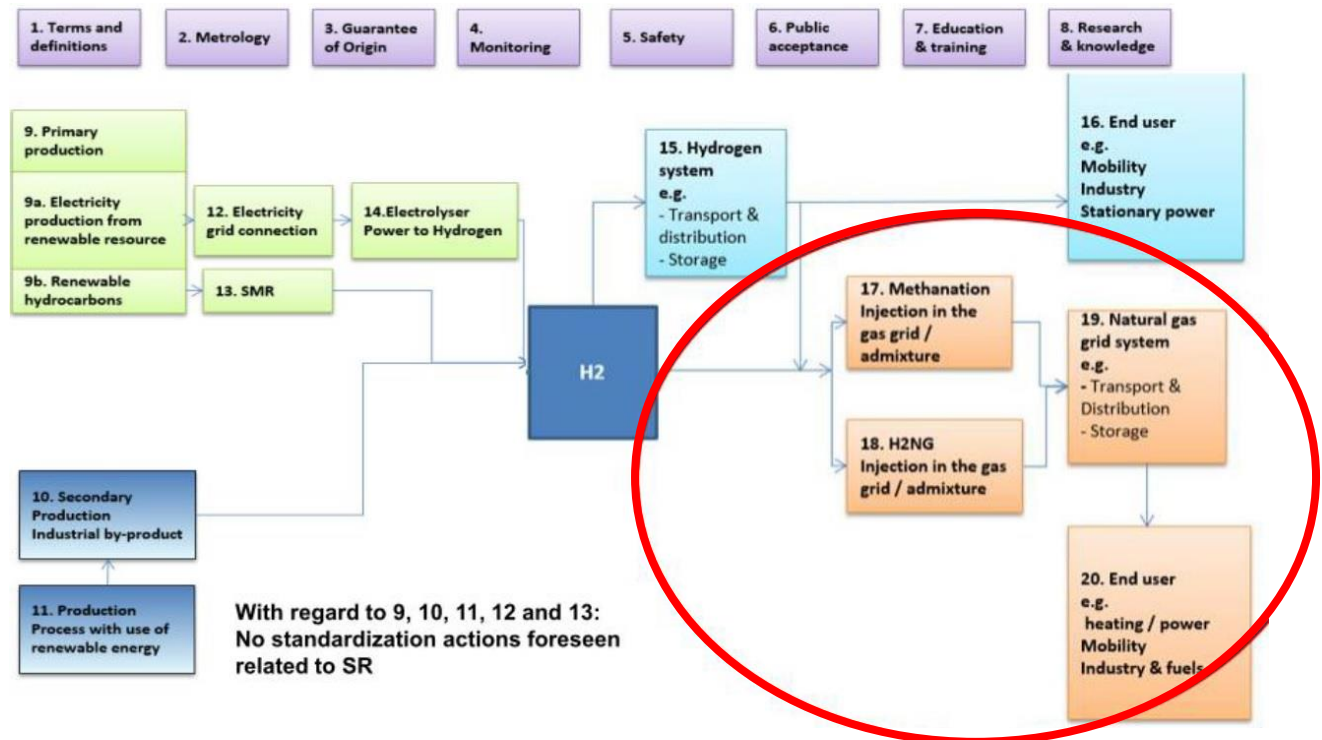 1. Terms and
definitions
2. Metrology
3. Guarantee
of Origin
4.
Monitoring
5. Safety
6. Public
acceptance
7. Education
& training
8. Research
& knowledge
9. Primary
production
9a. Electricity
production from
renewable resource
9b. Renewable
hydrocarbons
12. Electricity
grid connection
13. SMR
14.Electrolyser
Power to Hydrogen
H2
15. Hydrogen
system
e.g.
- Transport &
distribution
- Storage
16. End user
e.g.
Mobility
Industry
Stationary power
17. Methanation
Injection in the
gas grid /
admixture
18. H2NG
Injection in the gas
grid / admixture
19. Natural gas
grid system
e.g.
- Transport &
Distribution
- Storage
20. End user
e.g.
heating / power
Mobility
Industry & fuels
10. Secondary
Production
Industrial by-product
11. Production
Process with use of
renewable energy
With regard to 9, 10, 11, 12 and 13:
No standardization actions foreseen
related to SR